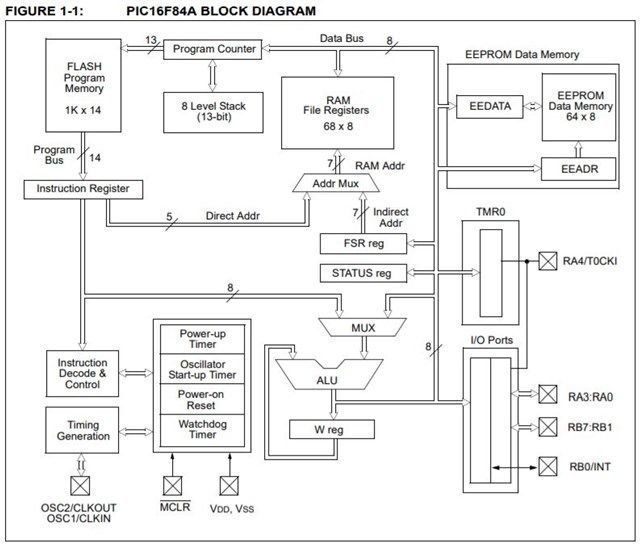 FIGURE 1-1: PIC16F84A BLOCK DIAGRAM
13
Program Counter
Data Bus
8
EEPROM Data Memory
FLASH
Program
Memory
1K x 14
8 Level Stack
(13-bit)
RAM
File Registers
68 x 8
EEDATA
EEPROM
Data Memory
64 x 8
EEADR
Program
Bus
14
7
RAM Addr
Instruction Register
Addr Mux
5
Direct Addr
7
Indirect
Addr
FSR reg
STATUS reg
TMR0
RA4/T0CKI
8
MUX
8
I/O Ports
Power-up
Timer
Oscillator
Start-up Timer
Power-on
Reset
Watchdog
Timer
Instruction
Decode &
Control
ALU
RA3:RA0
Timing
Generation
W reg
RB7:RB1
RB0/INT
OSC2/CLKOUT
OSC1/CLKIN
MCLR
VDD, VSS